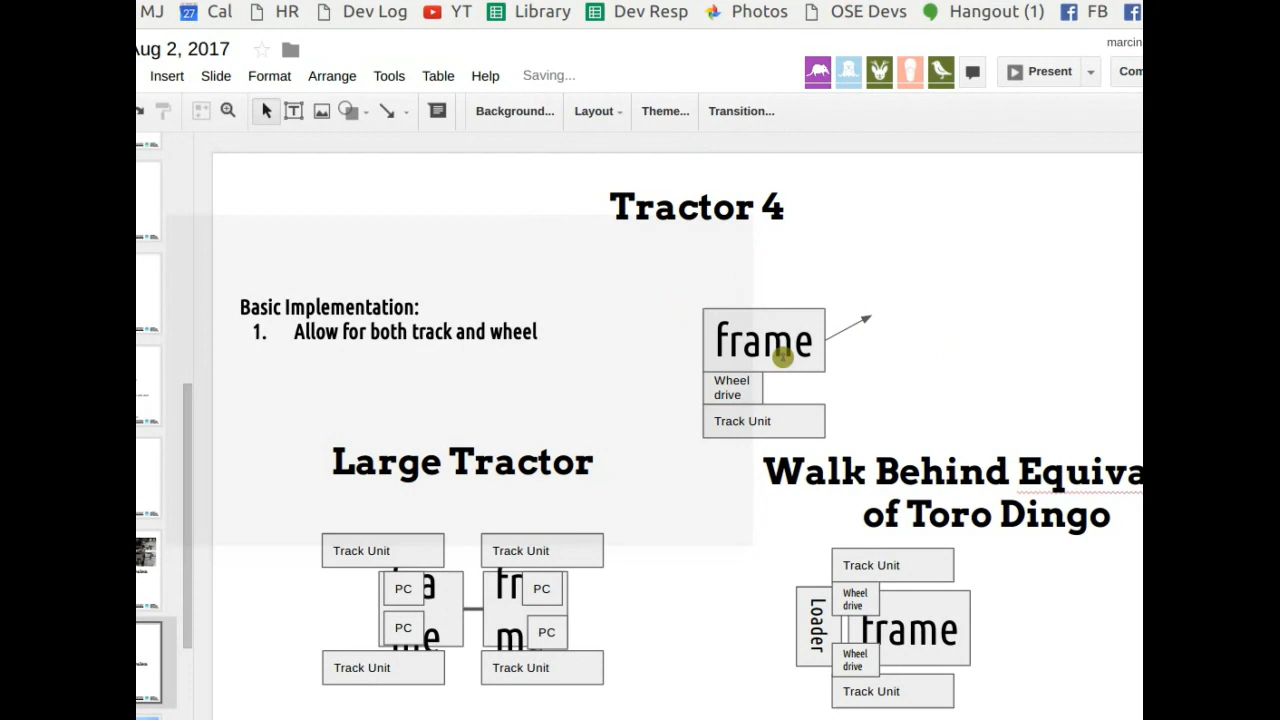 MJ 27 Cal HR Dev Log YT Library Dev Resp Photos OSE Devs Hangout (1) FB
Aug 2, 2017
marcin
Insert Slide Format Arrange Tools Table Help Saving...
Present
Background... Layout Theme... Transition...
Tractor 4
Basic Implementation:
1. Allow for both track and wheel
frame
Wheel
drive
Track Unit
Large Tractor
Walk Behind
of Toro Dingo
Track Unit Track Unit
PC PC
PC PC
Track Unit Track Unit
Track Unit
Wheel
drive
Loader
frame
Wheel
drive
Track Unit